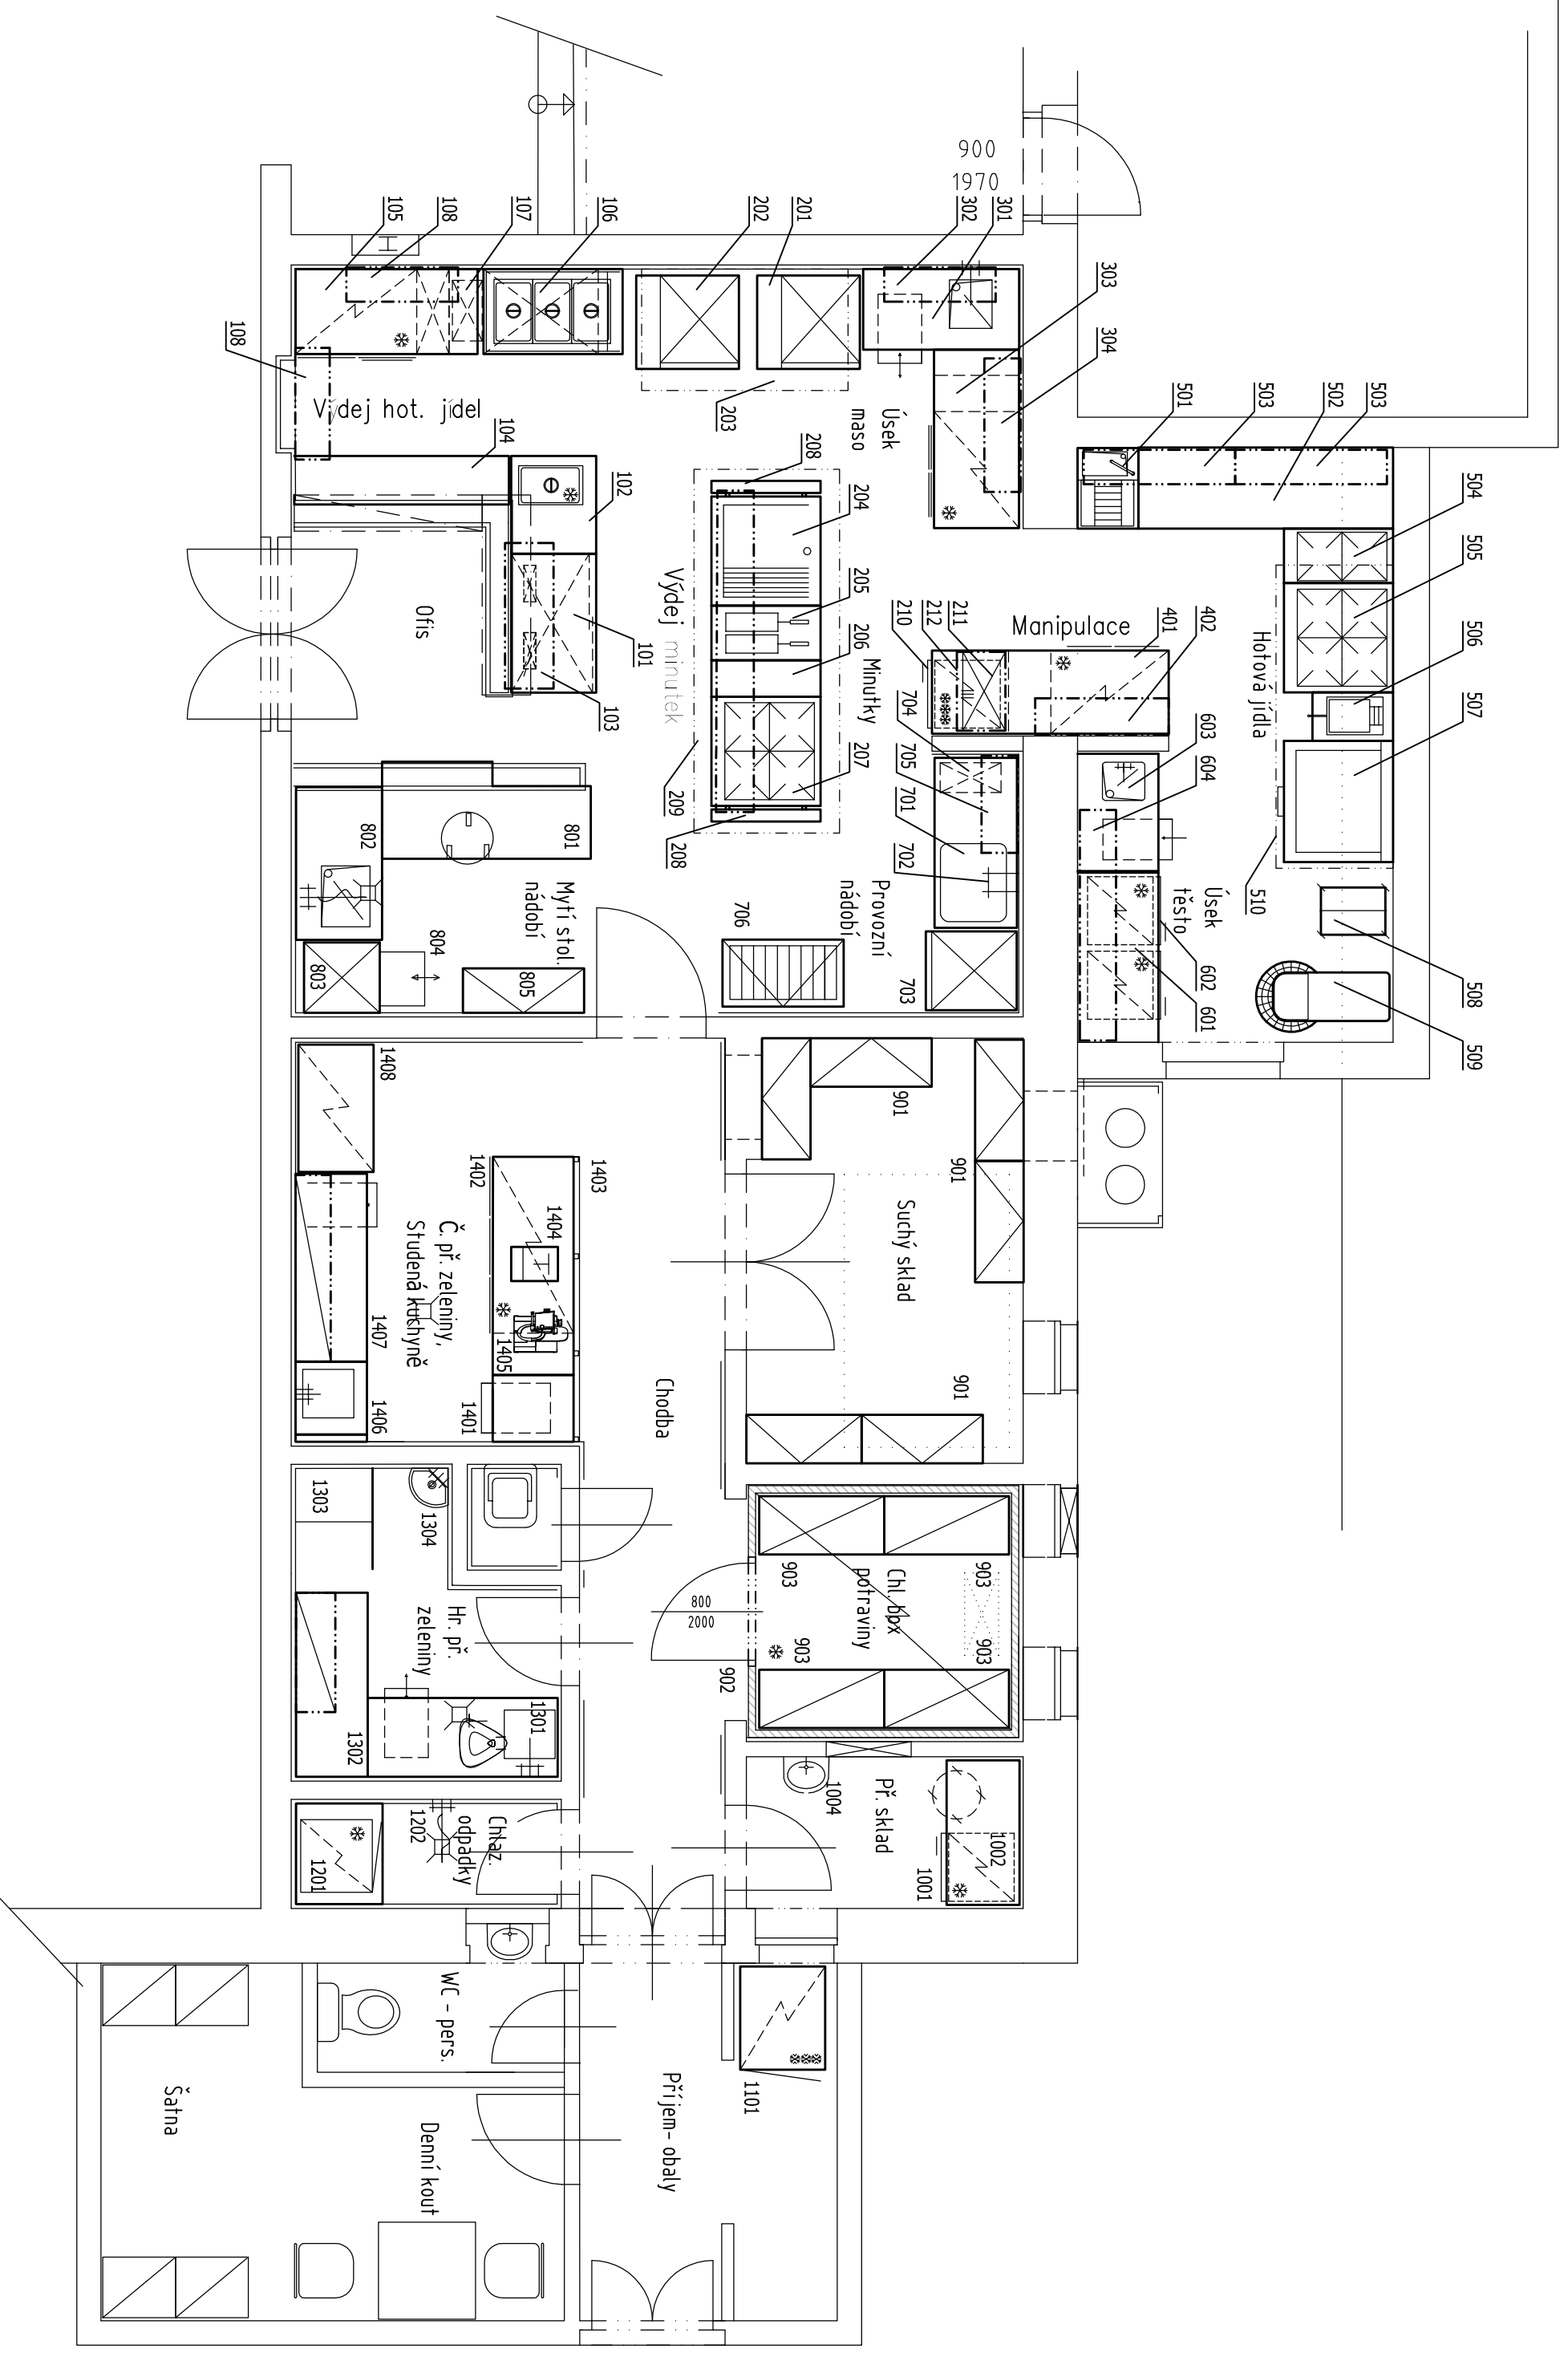 900
1970
105
108
107
106
202
201
302
301
303
304
108
Výdej hot. jídel
104
203
208
Úsek
maso
501
503
502
503
504
505
506
507
102
204
205
206
Minutky
207
Výdej minutek
101
103
Ofis
209
208
210
212
211
Manipulace
401
402
Hotová jídla
704
705
701
702
603
604
510
Úsek
těsto
602
601
508
509
802
801
804
803
805
Mytí stol.
nádobí
706
Provozní
nádobí
703
1408
1402
1403
1404
1405
1401
Č. př. zeleniny,
Studená kuchyně
1407
1406
Chodba
901
901
Suchý sklad
901
1303
1304
Hr. př.
zeleniny
1302
1301
800
2000
902
903
903
903
903
Chl. box
potraviny
1201
1202
Chlaz.
odpadky
1004
Př. sklad
1001
1002
WC - pers.
1101
Příjem- obaly
Šatna
Denní kout